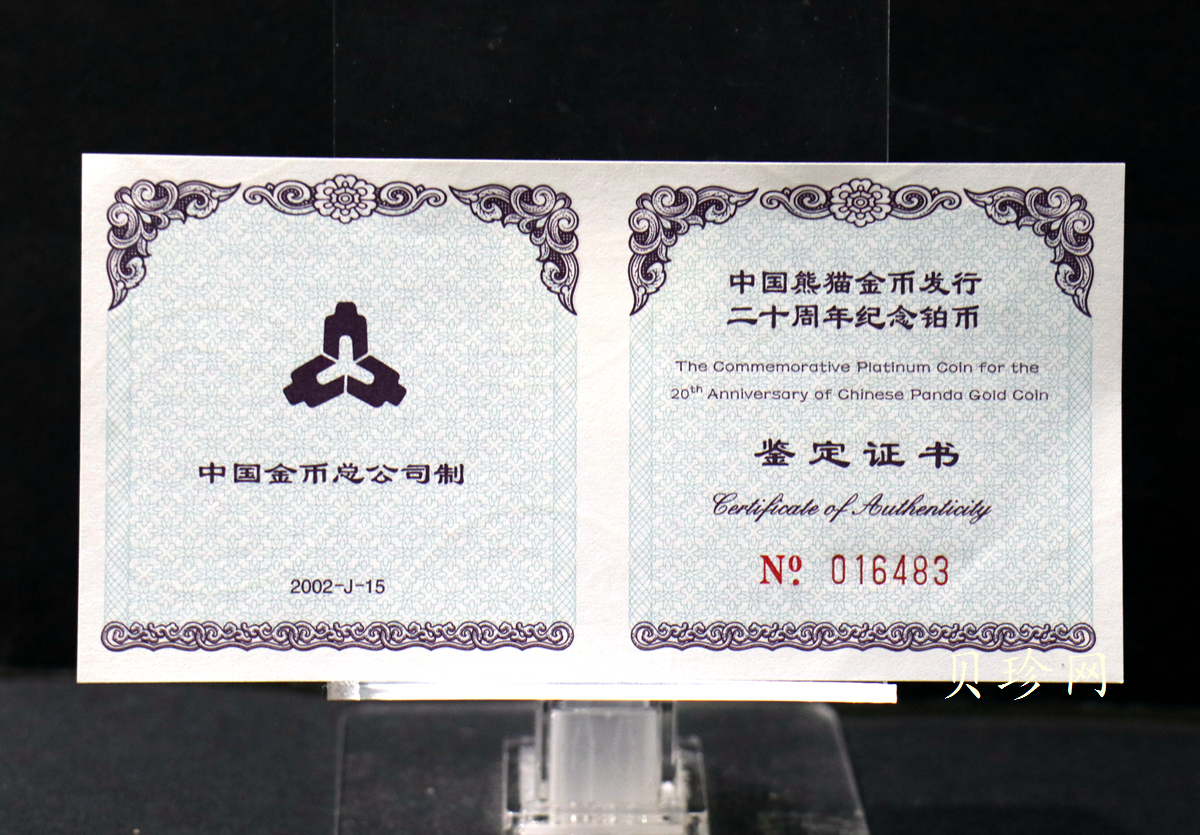 中国金币总公司制
2002-J-15
中国熊猫金币发行
二十周年纪念铂币
The Commemorative Platinum Coin for the
20th Anniversary of Chinese Panda Gold Coin
鉴定证书
Certificate of Authenticity
Nº 016483
贝珍网